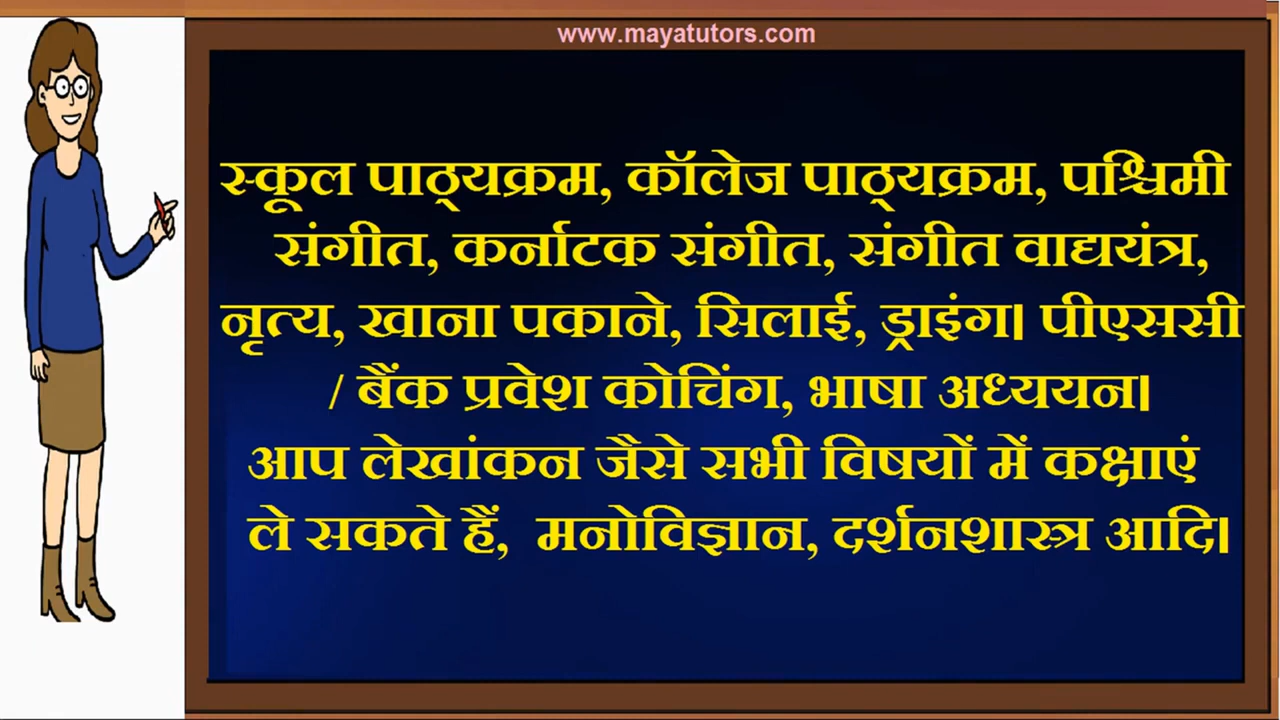 www.mayatutors.com
स्कूल पाठ्यक्रम, कॉलेज पाठ्यक्रम, पश्चिमी
संगीत, कर्नाटक संगीत, संगीत वाद्ययंत्र,
नृत्य, खाना पकाने, सिलाई, ड्राइंग। पीएससी
/ बैंक प्रवेश कोचिंग, भाषा अध्ययन।
आप लेखांकन जैसे सभी विषयों में कक्षाएं
ले सकते हैं, मनोविज्ञान, दर्शनशास्त्र आदि।